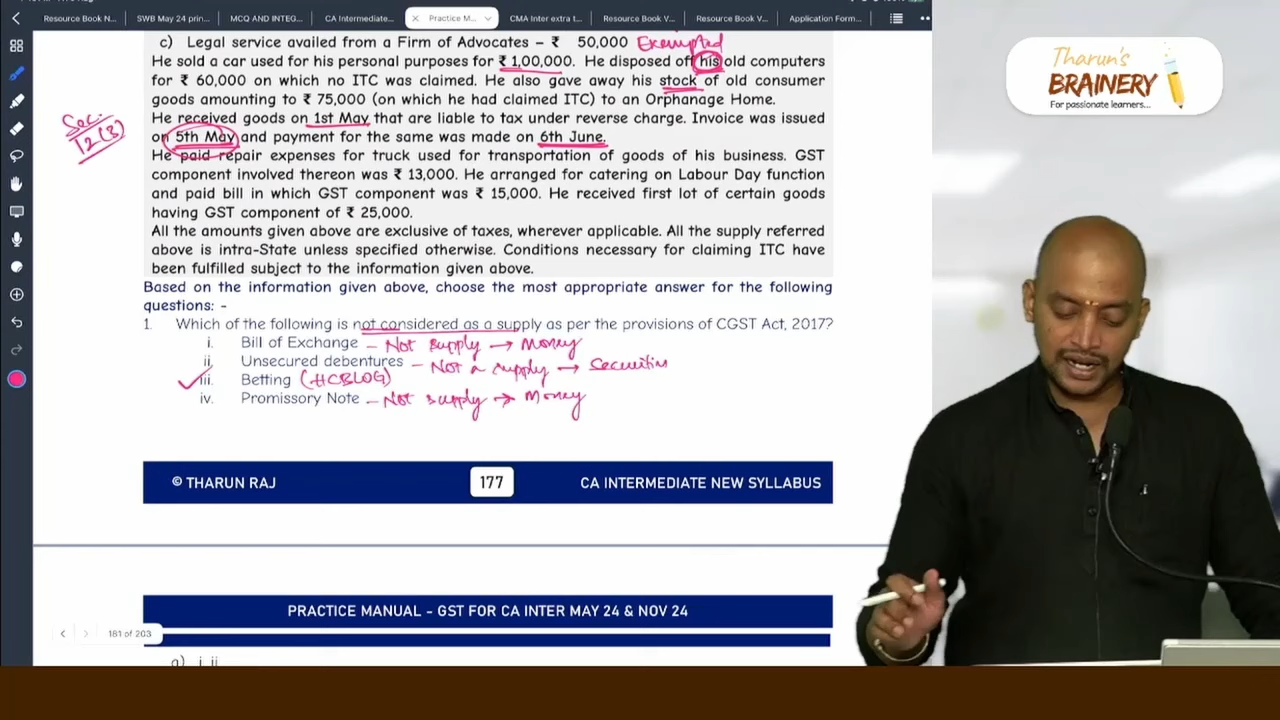 Resource Book N...
SWB May 24 prin...
MCQ AND INTEG...
CA Intermediate...
Practice M...
CMA Inter extra t...
Resource Book V...
Resource Book V...
Application Form...
c) Legal service availed from a Firm of Advocates – ₹ 50,000 Exempted
He sold a car used for his personal purposes for ₹ 1,00,000. He disposed of his old computers
for ₹ 60,000 on which no ITC was claimed. He also gave away his stock of old consumer
goods amounting to ₹ 75,000 (on which he had claimed ITC) to an Orphanage Home.
He received goods on 1st May that are liable to tax under reverse charge. Invoice was issued
on 5th May and payment for the same was made on 6th June.
Sec.
12(3)
He paid repair expenses for truck used for transportation of goods of his business. GST
component involved thereon was ₹ 13,000. He arranged for catering on Labour Day function
and paid bill in which GST component was ₹ 15,000. He received first lot of certain goods
having GST component of ₹ 25,000.
All the amounts given above are exclusive of taxes, wherever applicable. All the supply referred
above is intra-State unless specified otherwise. Conditions necessary for claiming ITC have
been fulfilled subject to the information given above.
Based on the information given above, choose the most appropriate answer for the following
questions: -
1. Which of the following is not considered as a supply as per the provisions of CGST Act, 2017?
i. Bill of Exchange – Not supply → Money
ii. Unsecured debentures – Not a supply → Securities
iii. Betting (HCBLOG)
iv. Promissory Note – Not supply → Money
© THARUN RAJ
177
CA INTERMEDIATE NEW SYLLABUS
PRACTICE MANUAL - GST FOR CA INTER MAY 24 & NOV 24
181 of 203
a) i, ii
Tharun's
BRAINERY
For passionate learners...